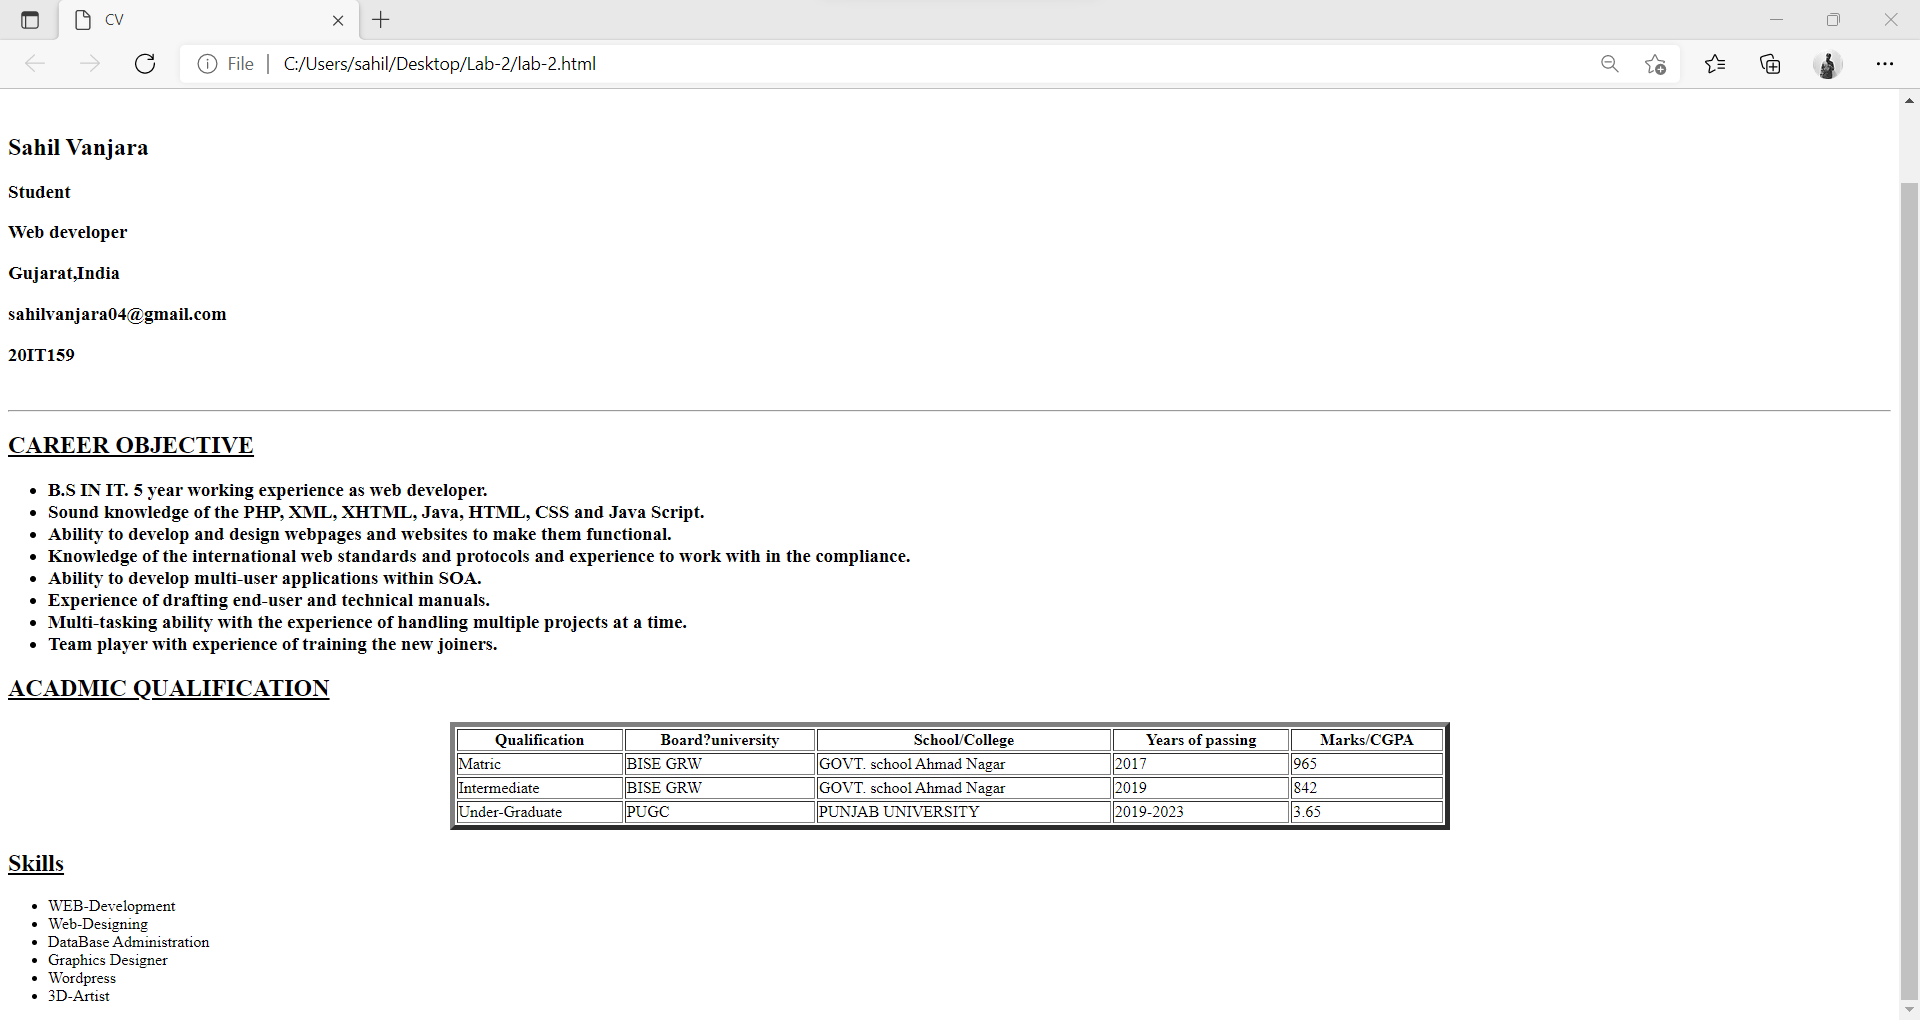 CV
File | C:/Users/sahil/Desktop/Lab-2/lab-2.html
Sahil Vanjara
Student
Web developer
Gujarat,India
sahilvanjara04@gmail.com
20IT159
CAREER OBJECTIVE
• B.S IN IT. 5 year working experience as web developer.
• Sound knowledge of the PHP, XML, XHTML, Java, HTML, CSS and Java Script.
• Ability to develop and design webpages and websites to make them functional.
• Knowledge of the international web standards and protocols and experience to work with in the compliance.
• Ability to develop multi-user applications within SOA.
• Experience of drafting end-user and technical manuals.
• Multi-tasking ability with the experience of handling multiple projects at a time.
• Team player with experience of training the new joiners.
ACADMIC QUALIFICATION
Qualification Board?university School/College Years of passing Marks/CGPA
Matric BISE GRW GOVT. school Ahmad Nagar 2017 965
Intermediate BISE GRW GOVT. school Ahmad Nagar 2019 842
Under-Graduate PUGC PUNJAB UNIVERSITY 2019-2023 3.65
Skills
• WEB-Development
• Web-Designing
• DataBase Administration
• Graphics Designer
• Wordpress
• 3D-Artist